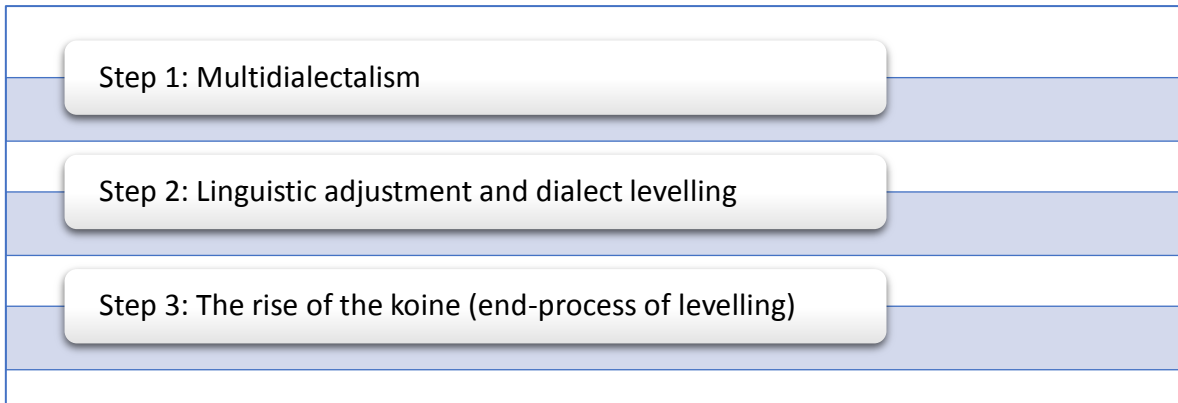 Step 1: Multidialectalism
Step 2: Linguistic adjustment and dialect levelling
Step 3: The rise of the koine (end-process of levelling)